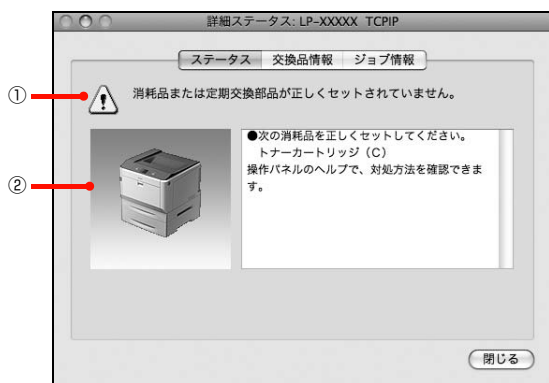 詳細ステータス: LP-XXXXX TCPIP
ステータス 交換品情報 ジョブ情報
①
消耗品または定期交換部品が正しくセットされていません。
②
●次の消耗品を正しくセットしてください。
トナーカートリッジ（C）
操作パネルのヘルプで、対処方法を確認できま
す。
閉じる